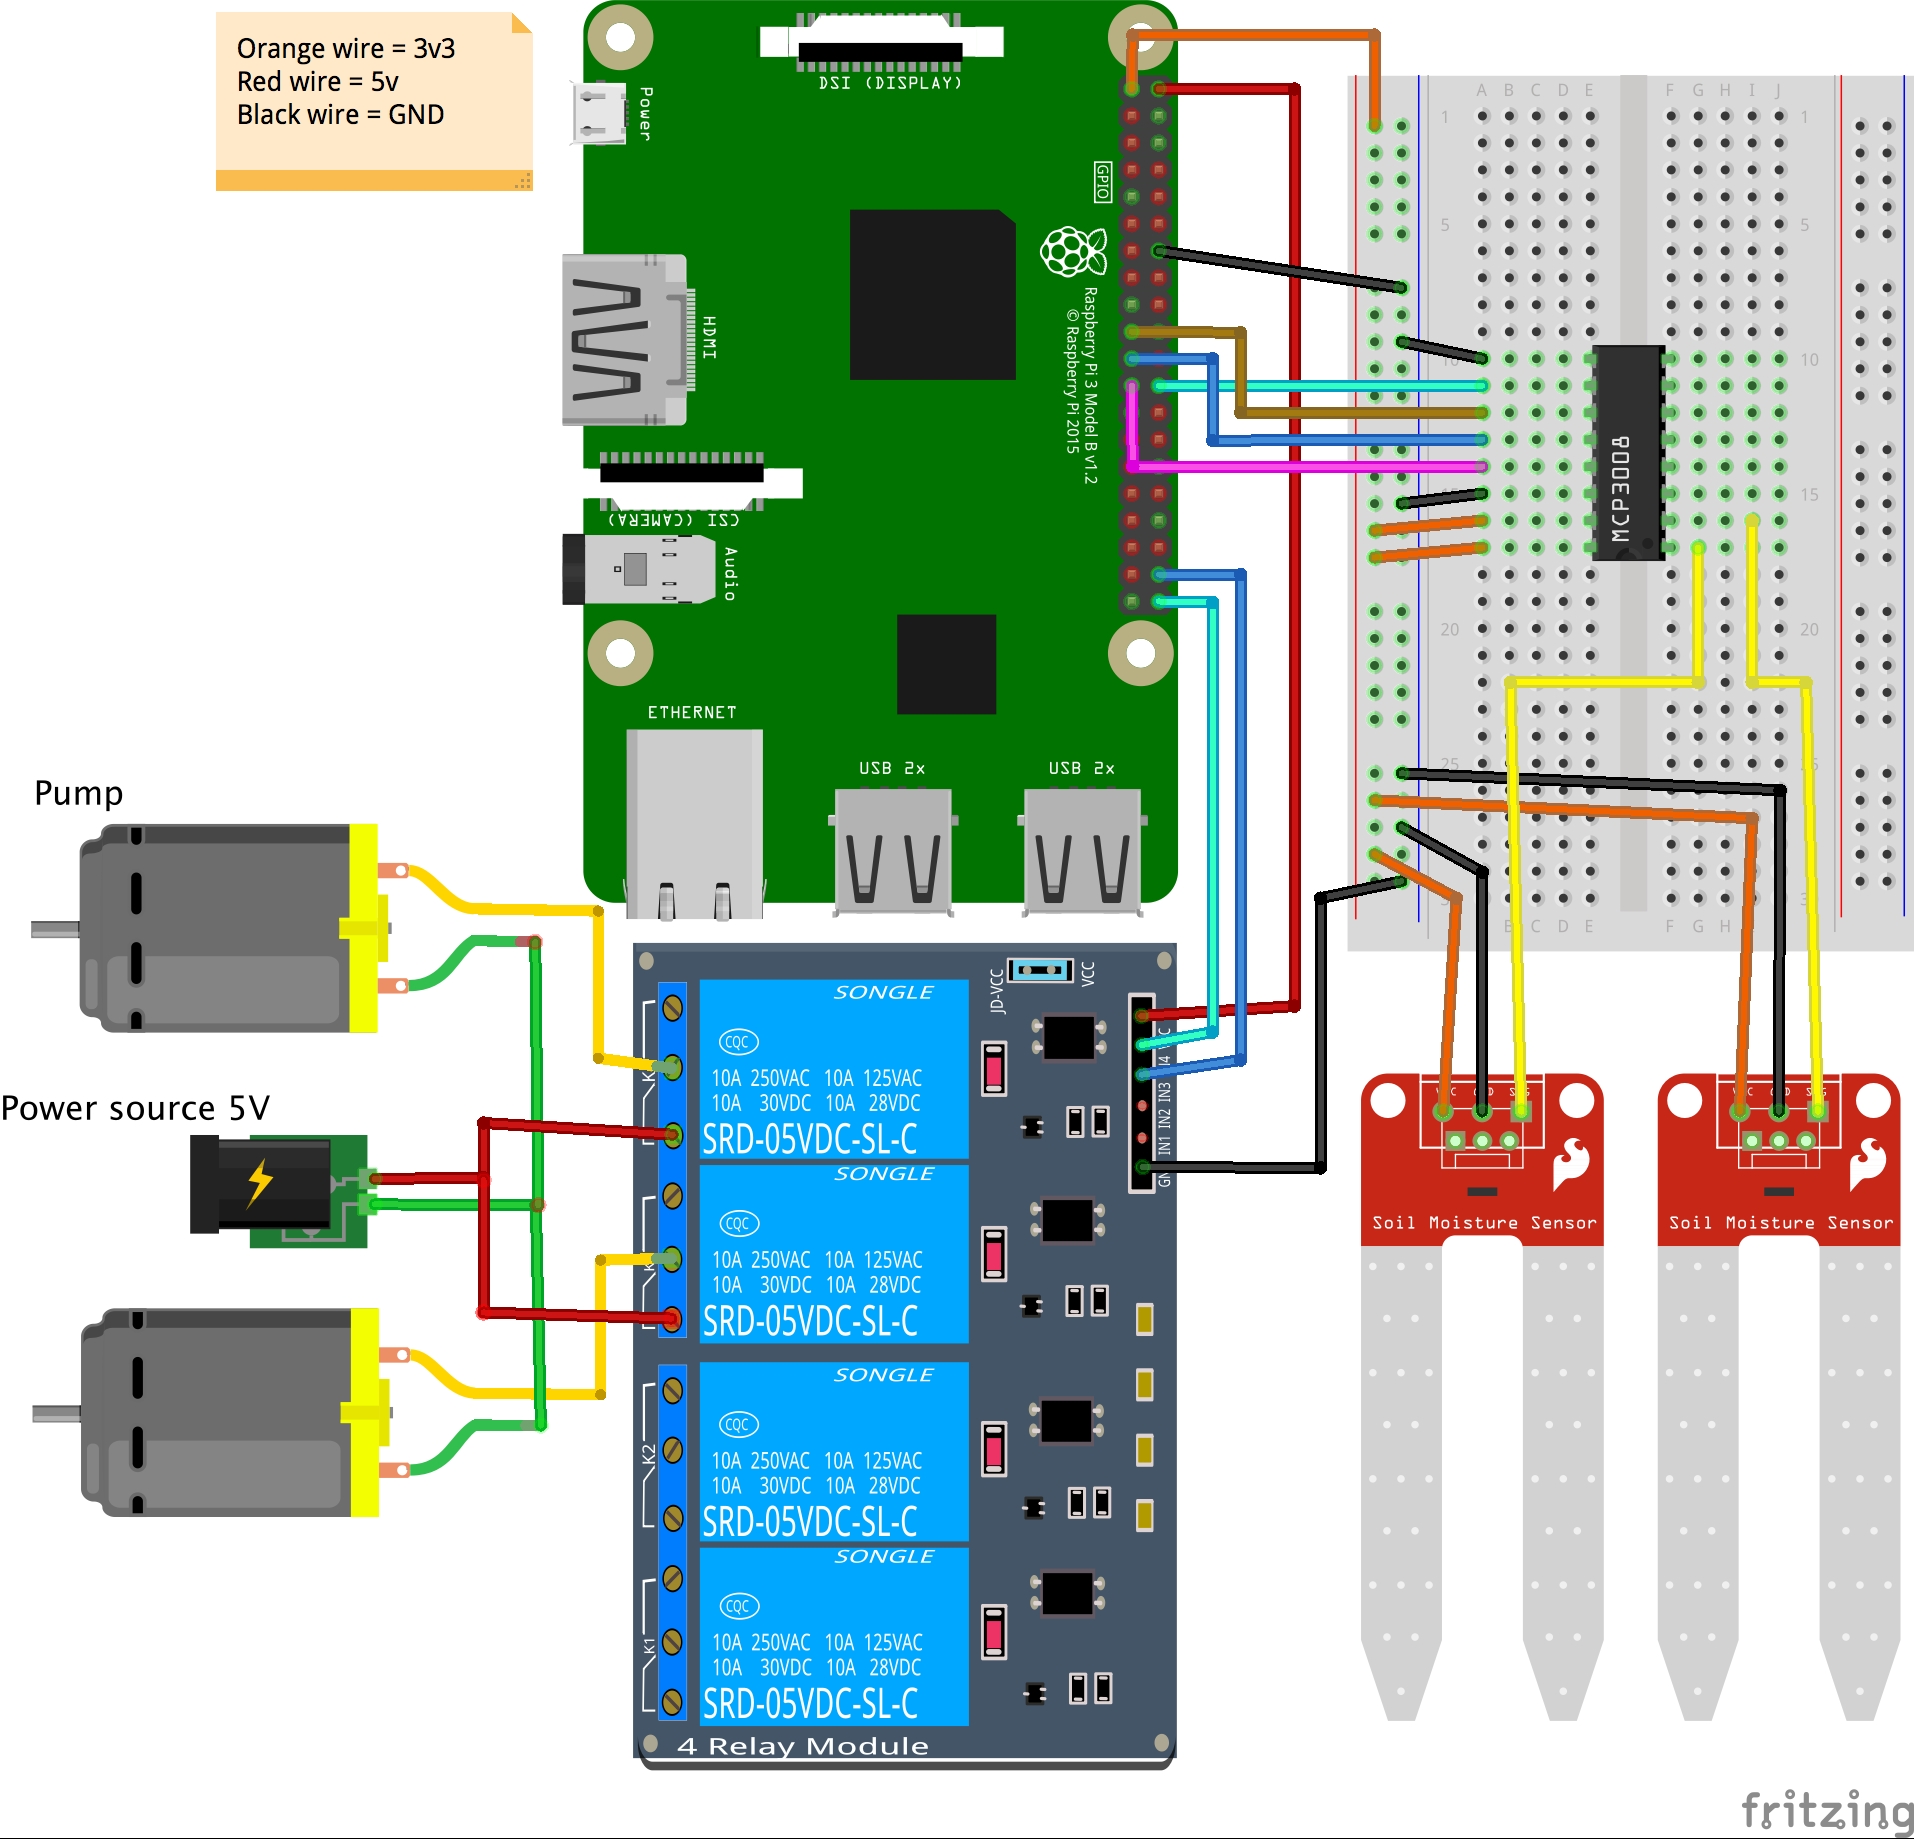 Orange wire = 3v3
Red wire = 5v
Black wire = GND
DSI (DISPLAY)
Power
GPIO
HDMI
Raspberry Pi 3 Model B v1.2
© Raspberry Pi 2015
CSI (CAMERA)
Audio
ETHERNET
USB 2x
USB 2x
A B C D E
F G H I J
1
1
5
5
10
MCP3008
15
20
20
25
C D E
F G H
Pump
Power source 5V
JD-VCC
VCC
SONGLE
CQC
10A 250VAC 10A 125VAC
10A 30VDC 10A 28VDC
SRD-05VDC-SL-C
I4
IN3
IN2
IN1
SONGLE
CQC
10A 250VAC 10A 125VAC
10A 30VDC 10A 28VDC
SRD-05VDC-SL-C
SONGLE
CQC
K2
10A 250VAC 10A 125VAC
10A 30VDC 10A 28VDC
SRD-05VDC-SL-C
SONGLE
CQC
K1
10A 250VAC 10A 125VAC
10A 30VDC 10A 28VDC
SRD-05VDC-SL-C
4 Relay Module
Soil Moisture Sensor
Soil Moisture Sensor
fritzing